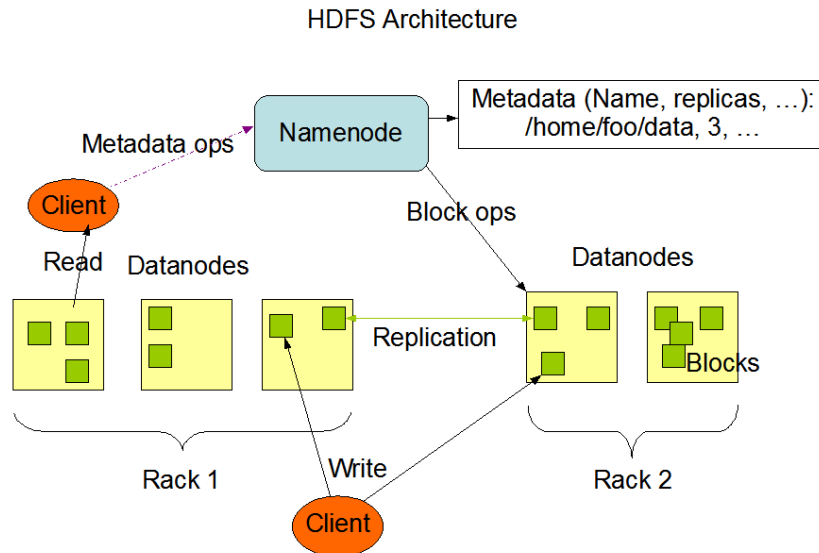 HDFS Architecture
Metadata (Name, replicas, …):
/home/foo/data, 3, …
Namenode
Metadata ops
Client
Block ops
Read
Datanodes
Datanodes
Replication
Blocks
Rack 1
Write
Rack 2
Client